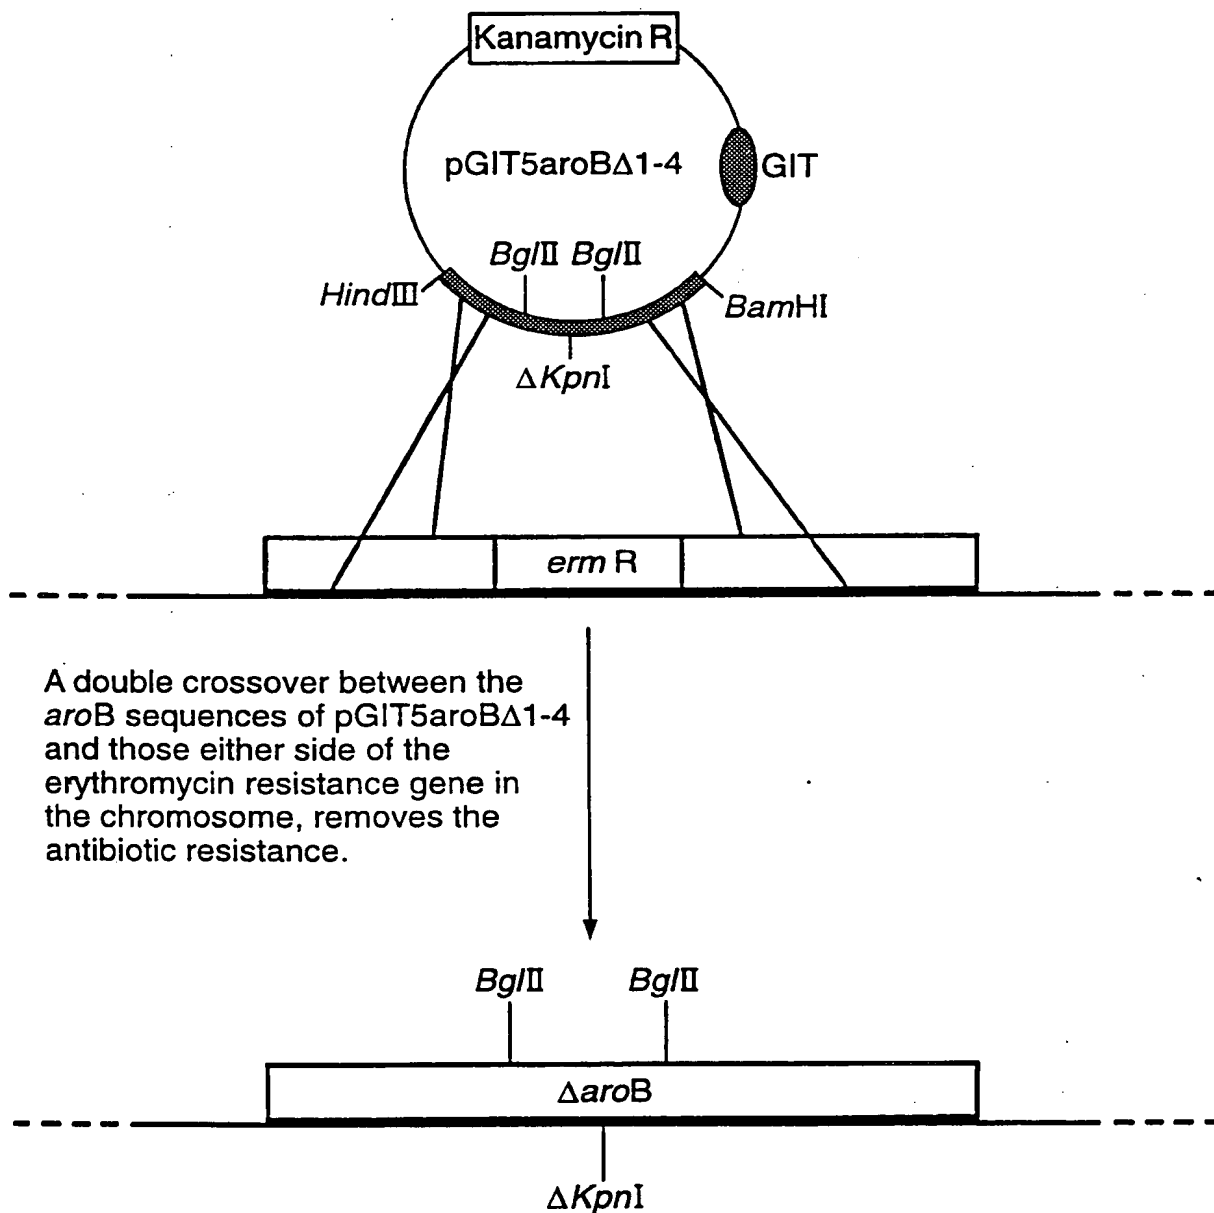 Kanamycin R
pGIT5aroBΔ1-4
GIT
BglII BglII
HindIII
BamHI
ΔKpnI
erm R
A double crossover between the
aroB sequences of pGIT5aroBΔ1-4
and those either side of the
erythromycin resistance gene in
the chromosome, removes the
antibiotic resistance.
BglII BglII
ΔaroB
ΔKpnI